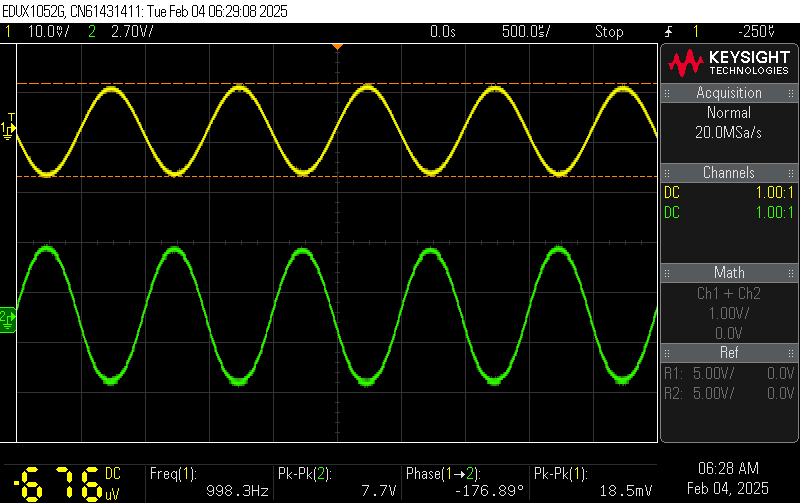 EDUX1052G, CN61431411: Tue Feb 04 06:29:08 2025
1 10.0㎷/ 2 2.70V/ 0.0s 500.0㎲/ Stop 1 -250㎶
KEYSIGHT
TECHNOLOGIES
Acquisition
Normal
20.0MSa/s
Channels
DC 1.00:1
DC 1.00:1
Math
Ch1 + Ch2
1.00V/
0.0V
Ref
R1: 5.00V/ 0.0V
R2: 5.00V/ 0.0V
T
1
2
-676 DC uV
Freq(1): Pk-Pk(2): Phase(1→2): Pk-Pk(1):
998.3Hz 7.7V -176.89° 18.5mV
06:28 AM
Feb 04, 2025